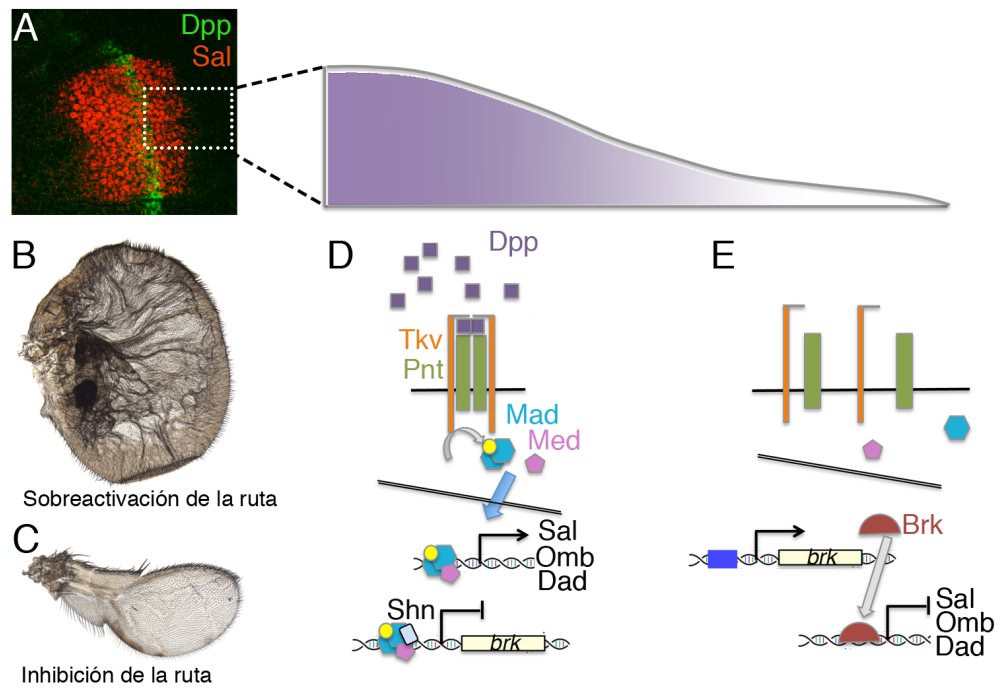 A
Dpp
Sal
B
Sobreactivación de la ruta
C
Inhibición de la ruta
D
Dpp
Tkv
Pnt
Mad
Med
Sal
Omb
Dad
Shn
brk
E
Brk
brk
Sal
Omb
Dad